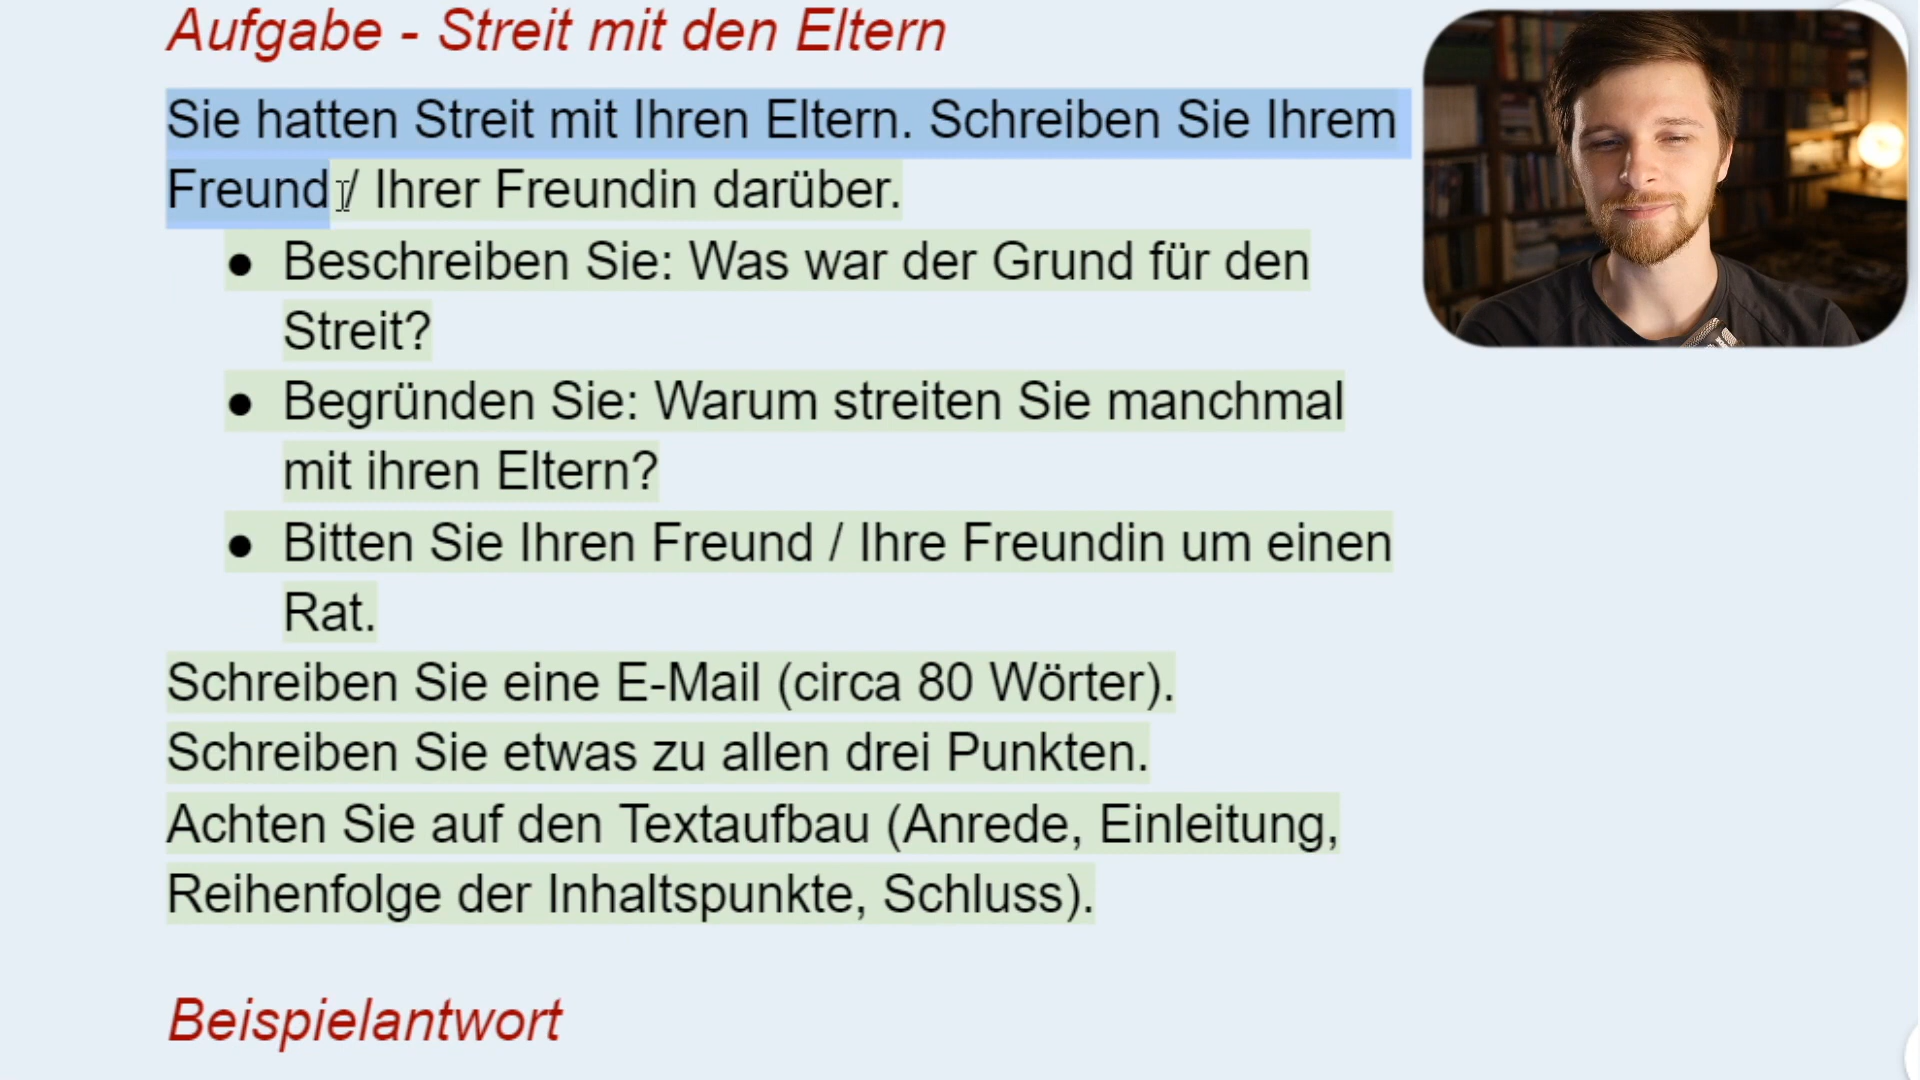 Aufgabe - Streit mit den Eltern
Sie hatten Streit mit Ihren Eltern. Schreiben Sie Ihrem
Freund / Ihrer Freundin darüber.
● Beschreiben Sie: Was war der Grund für den
Streit?
● Begründen Sie: Warum streiten Sie manchmal
mit ihren Eltern?
● Bitten Sie Ihren Freund / Ihre Freundin um einen
Rat.
Schreiben Sie eine E-Mail (circa 80 Wörter).
Schreiben Sie etwas zu allen drei Punkten.
Achten Sie auf den Textaufbau (Anrede, Einleitung,
Reihenfolge der Inhaltspunkte, Schluss).
Beispielantwort